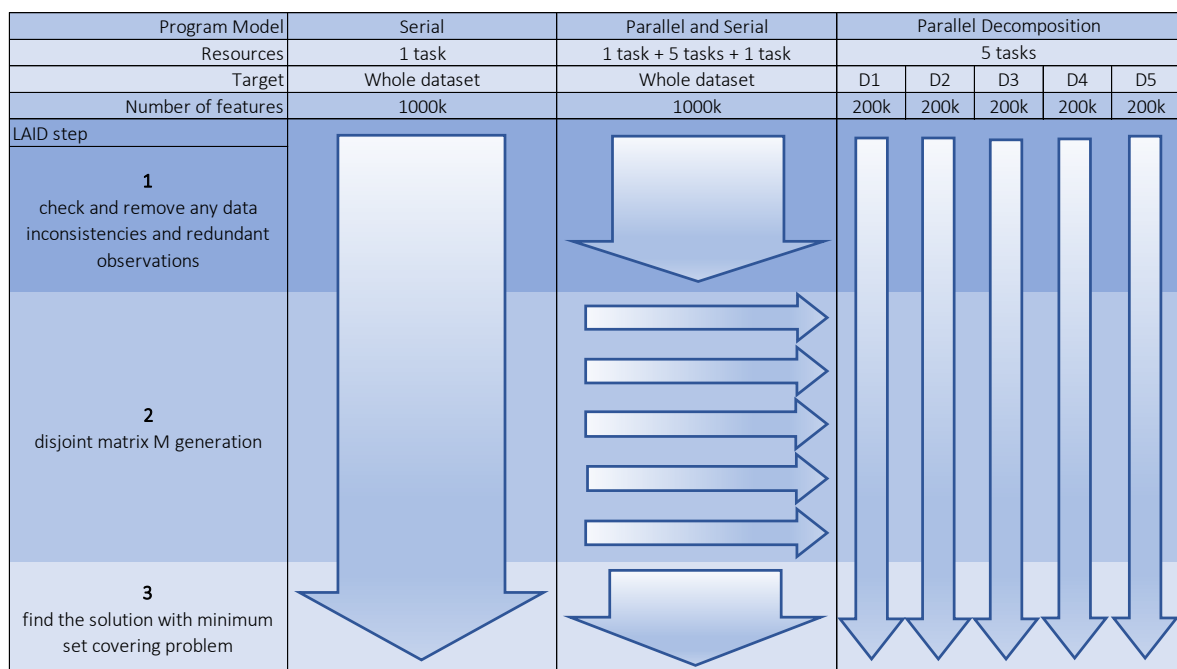 Program Model Serial Parallel and Serial Parallel Decomposition
Resources 1 task 1 task + 5 tasks + 1 task 5 tasks
Target Whole dataset Whole dataset D1 D2 D3 D4 D5
Number of features 1000k 1000k 200k 200k 200k 200k 200k
LAID step
1
check and remove any data
inconsistencies and redundant
observations
2
disjoint matrix M generation
3
find the solution with minimum
set covering problem